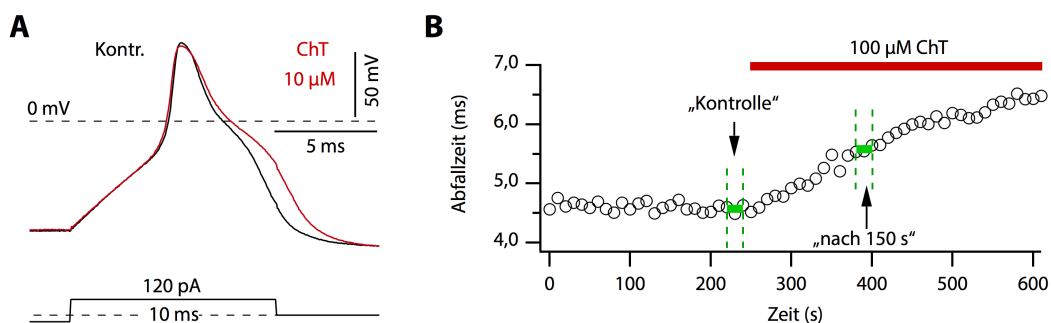 A
Kontr.
ChT
10 µM
50 mV
0 mV
5 ms
120 pA
10 ms
B
100 µM ChT
7,0
6,0
5,0
4,0
Abfallzeit (ms)
„Kontrolle“
„nach 150 s“
0 100 200 300 400 500 600
Zeit (s)